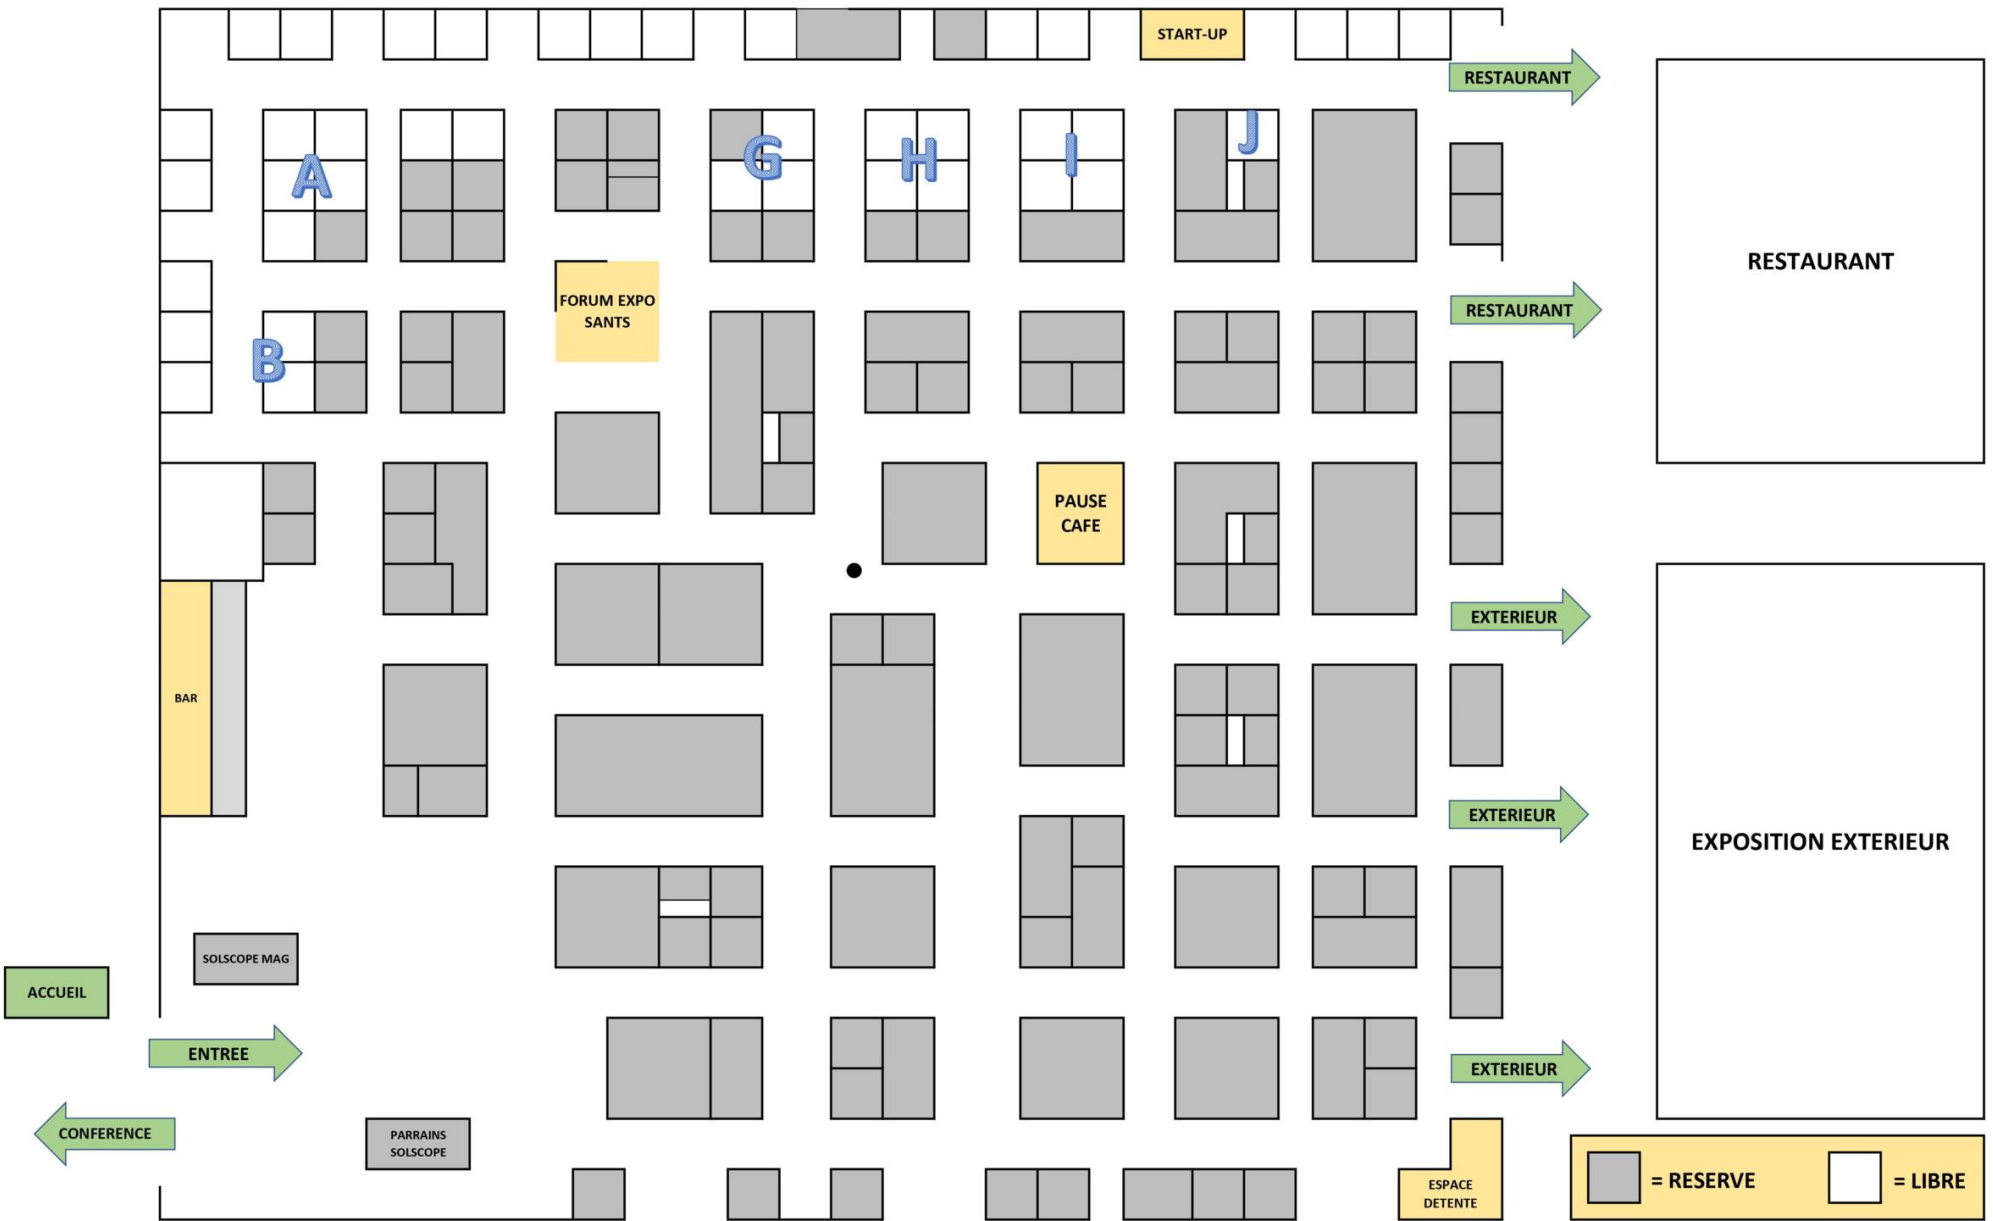 START-UP
RESTAURANT
A
G
H
I
J
RESTAURANT
FORUM EXPO
SANTS
RESTAURANT
B
PAUSE
CAFE
EXTERIEUR
BAR
EXTERIEUR
EXPOSITION EXTERIEUR
SOLSCOPE MAG
ACCUEIL
ENTREE
EXTERIEUR
CONFERENCE
PARRAINS
SOLSCOPE
ESPACE
DETENTE
= RESERVE
= LIBRE